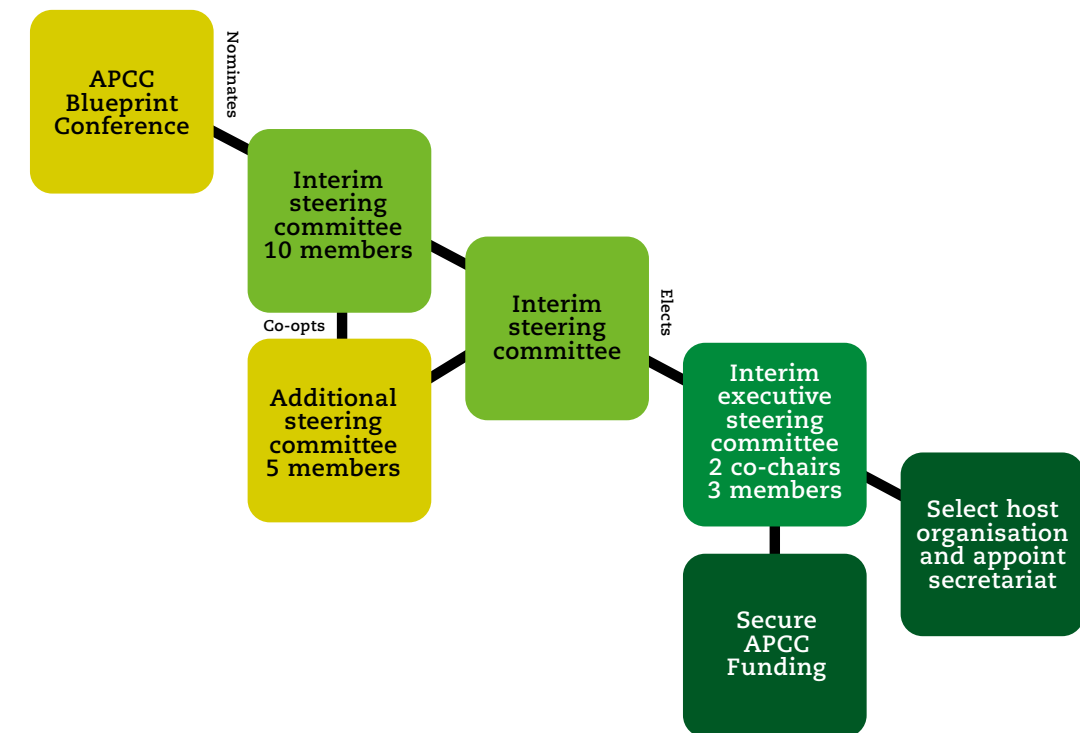 APCC
Blueprint
Conference
Nominates
Interim
steering
committee
10 members
Co-opts
Additional
steering
committee
5 members
Interim
steering
committee
Elects
Interim
executive
steering
committee
2 co-chairs
3 members
Select host
organisation
and appoint
secretariat
Secure
APCC
Funding